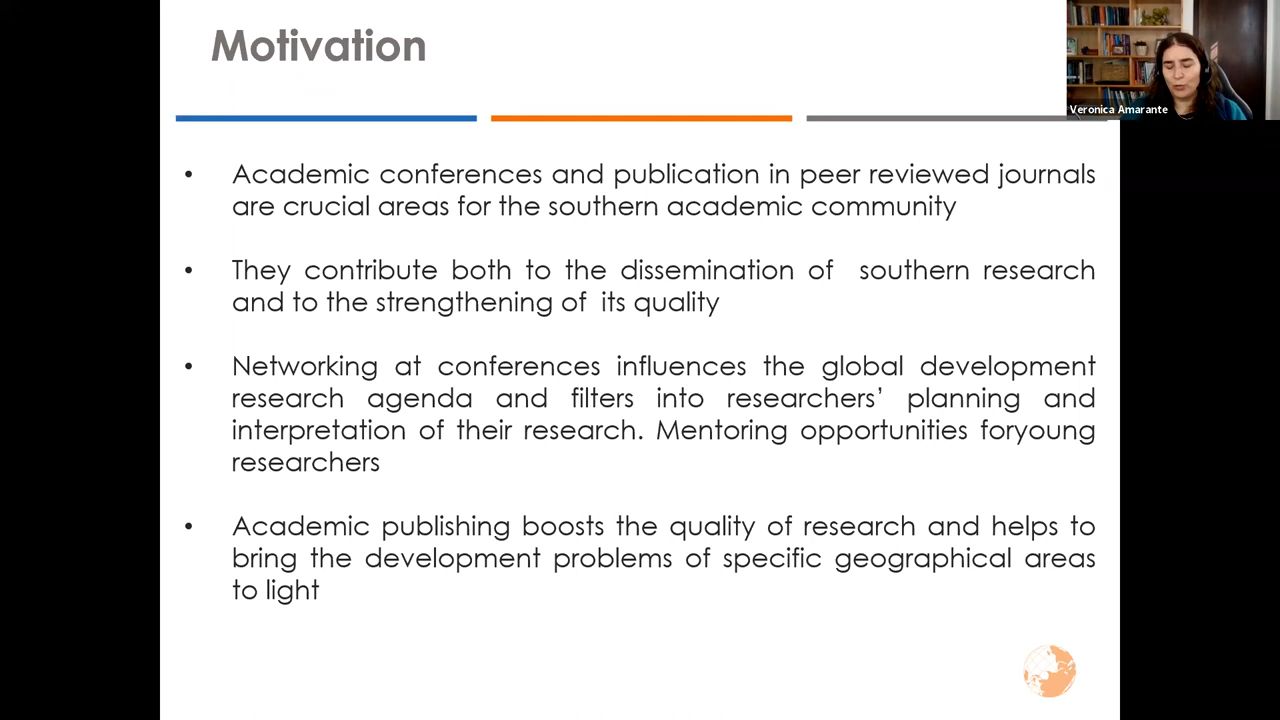 Motivation
Veronica Amarante
• Academic conferences and publication in peer reviewed journals
are crucial areas for the southern academic community
• They contribute both to the dissemination of southern research
and to the strengthening of its quality
• Networking at conferences influences the global development
research agenda and filters into researchers’ planning and
interpretation of their research. Mentoring opportunities foryoung
researchers
• Academic publishing boosts the quality of research and helps to
bring the development problems of specific geographical areas
to light